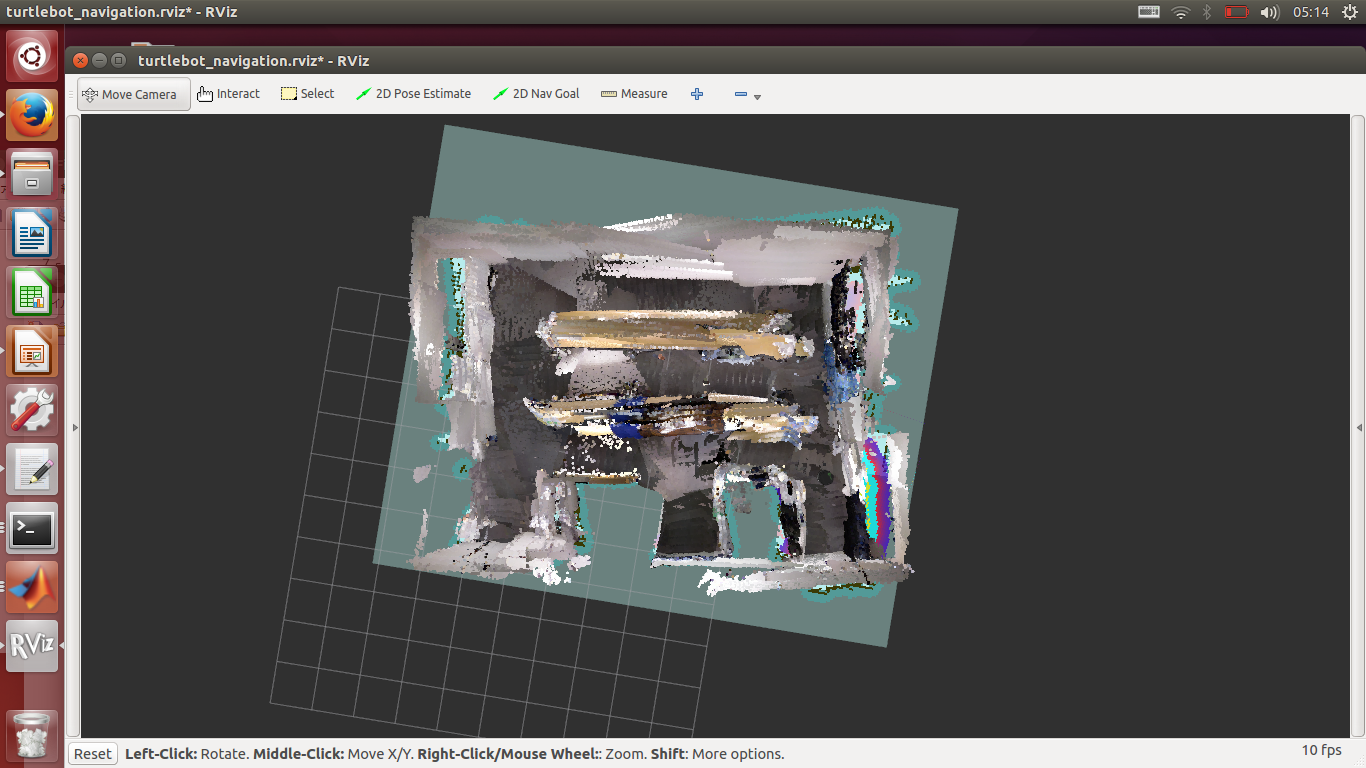 turtlebot_navigation.rviz* - RViz
05:14
turtlebot_navigation.rviz* - RViz
Move Camera Interact Select 2D Pose Estimate 2D Nav Goal Measure
RViz
Reset Left-Click: Rotate. Middle-Click: Move X/Y. Right-Click/Mouse Wheel:: Zoom. Shift: More options. 10 fps